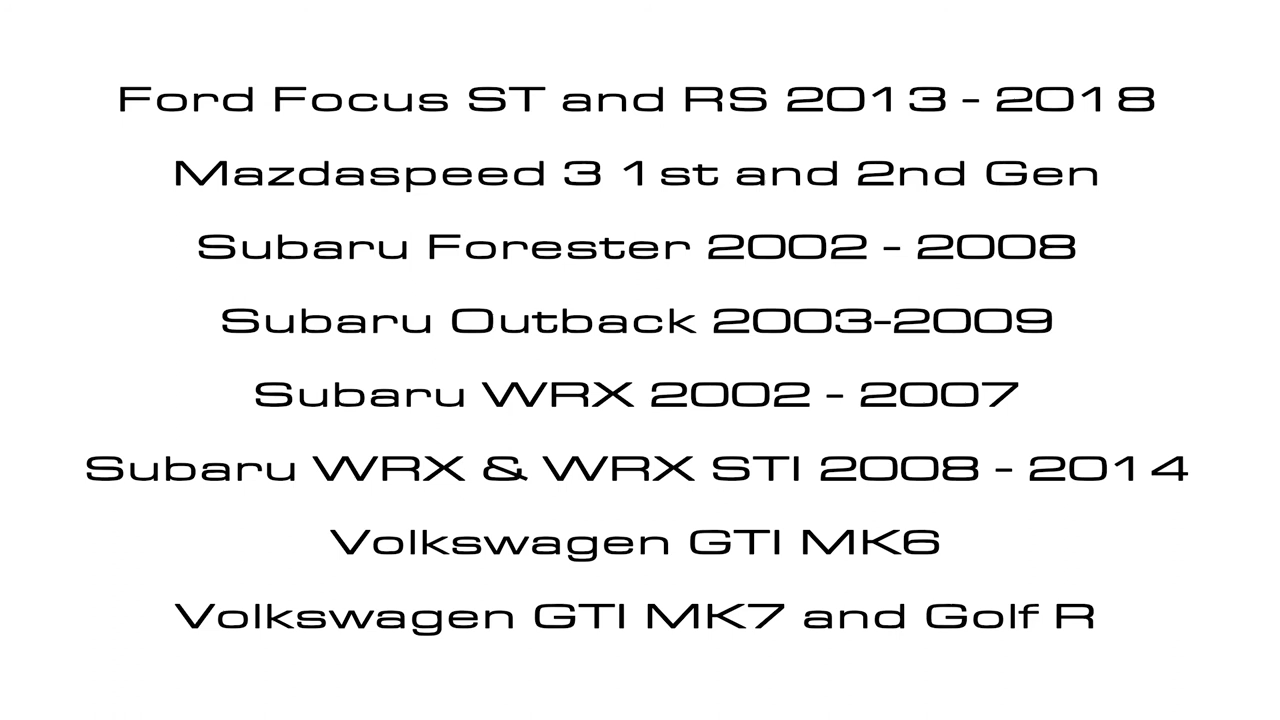 Ford Focus ST and RS 2013 - 2018
Mazdaspeed 3 1st and 2nd Gen
Subaru Forester 2002 - 2008
Subaru Outback 2003-2009
Subaru WRX 2002 - 2007
Subaru WRX & WRX STI 2008 - 2014
Volkswagen GTI MK6
Volkswagen GTI MK7 and Golf R